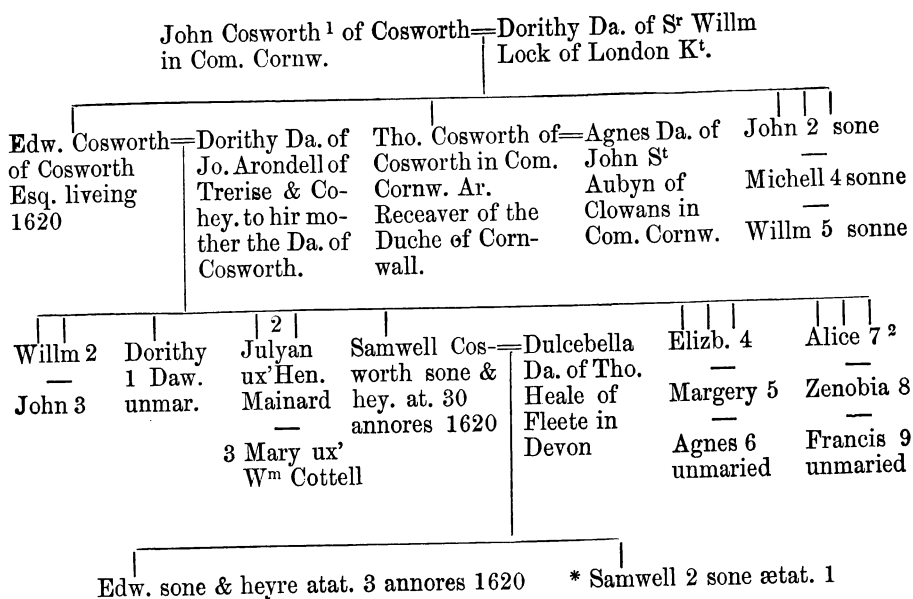 John Cosworth ¹ of Cosworth=Dorithy Da. of Sʳ Willm
in Com. Cornw.
Lock of London Kᵗ.
Edw. Cosworth=
of Cosworth
Esq. liveing
1620
Dorithy Da. of
Jo. Arondell of
Trerise & Co-
hey. to hir mo-
ther the Da. of
Cosworth.
Tho. Cosworth of=
Cosworth in Com.
Cornw. Ar.
Receaver of the
Duche of Corn-
wall.
Agnes Da. of
John Sᵗ
Aubyn of
Clowans in
Com. Cornw.
John 2 sone
—
Michell 4 sonne
—
Willm 5 sonne
Willm 2
—
John 3
Dorithy
1 Daw.
unmar.
2
Julyan
ux' Hen.
Mainard
—
3 Mary ux'
Wᵐ Cottell
Samwell Cos-=
worth sone &
hey. at. 30
annores 1620
Dulcebella
Da. of Tho.
Heale of
Fleete in
Devon
Elizb. 4
—
Margery 5
—
Agnes 6
unmaried
Alice 7 ²
—
Zenobia 8
—
Francis 9
unmaried
Edw. sone & heyre atat. 3 annores 1620
* Samwell 2 sone ætat. 1